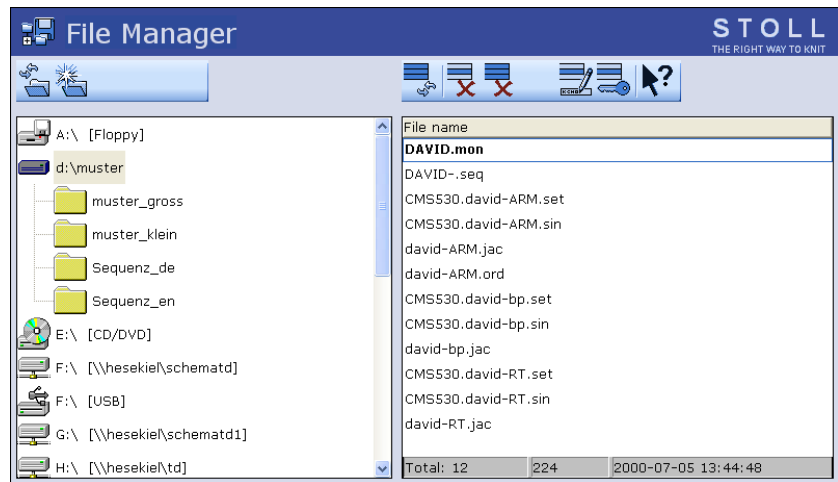 File Manager
STOLL
THE RIGHT WAY TO KNIT
ECHO
?
A:\ [Floppy]
d:\muster
muster_gross
muster_klein
Sequenz_de
Sequenz_en
E:\ [CD/DVD]
F:\ [\\hesekiel\schematd]
F:\ [USB]
G:\ [\\hesekiel\schematd1]
H:\ [\\hesekiel\td]
File name
DAVID.mon
DAVID-.seq
CMS530.david-ARM.set
CMS530.david-ARM.sin
david-ARM.jac
david-ARM.ord
CMS530.david-bp.set
CMS530.david-bp.sin
david-bp.jac
CMS530.david-RT.set
CMS530.david-RT.sin
david-RT.jac
Total: 12 224 2000-07-05 13:44:48